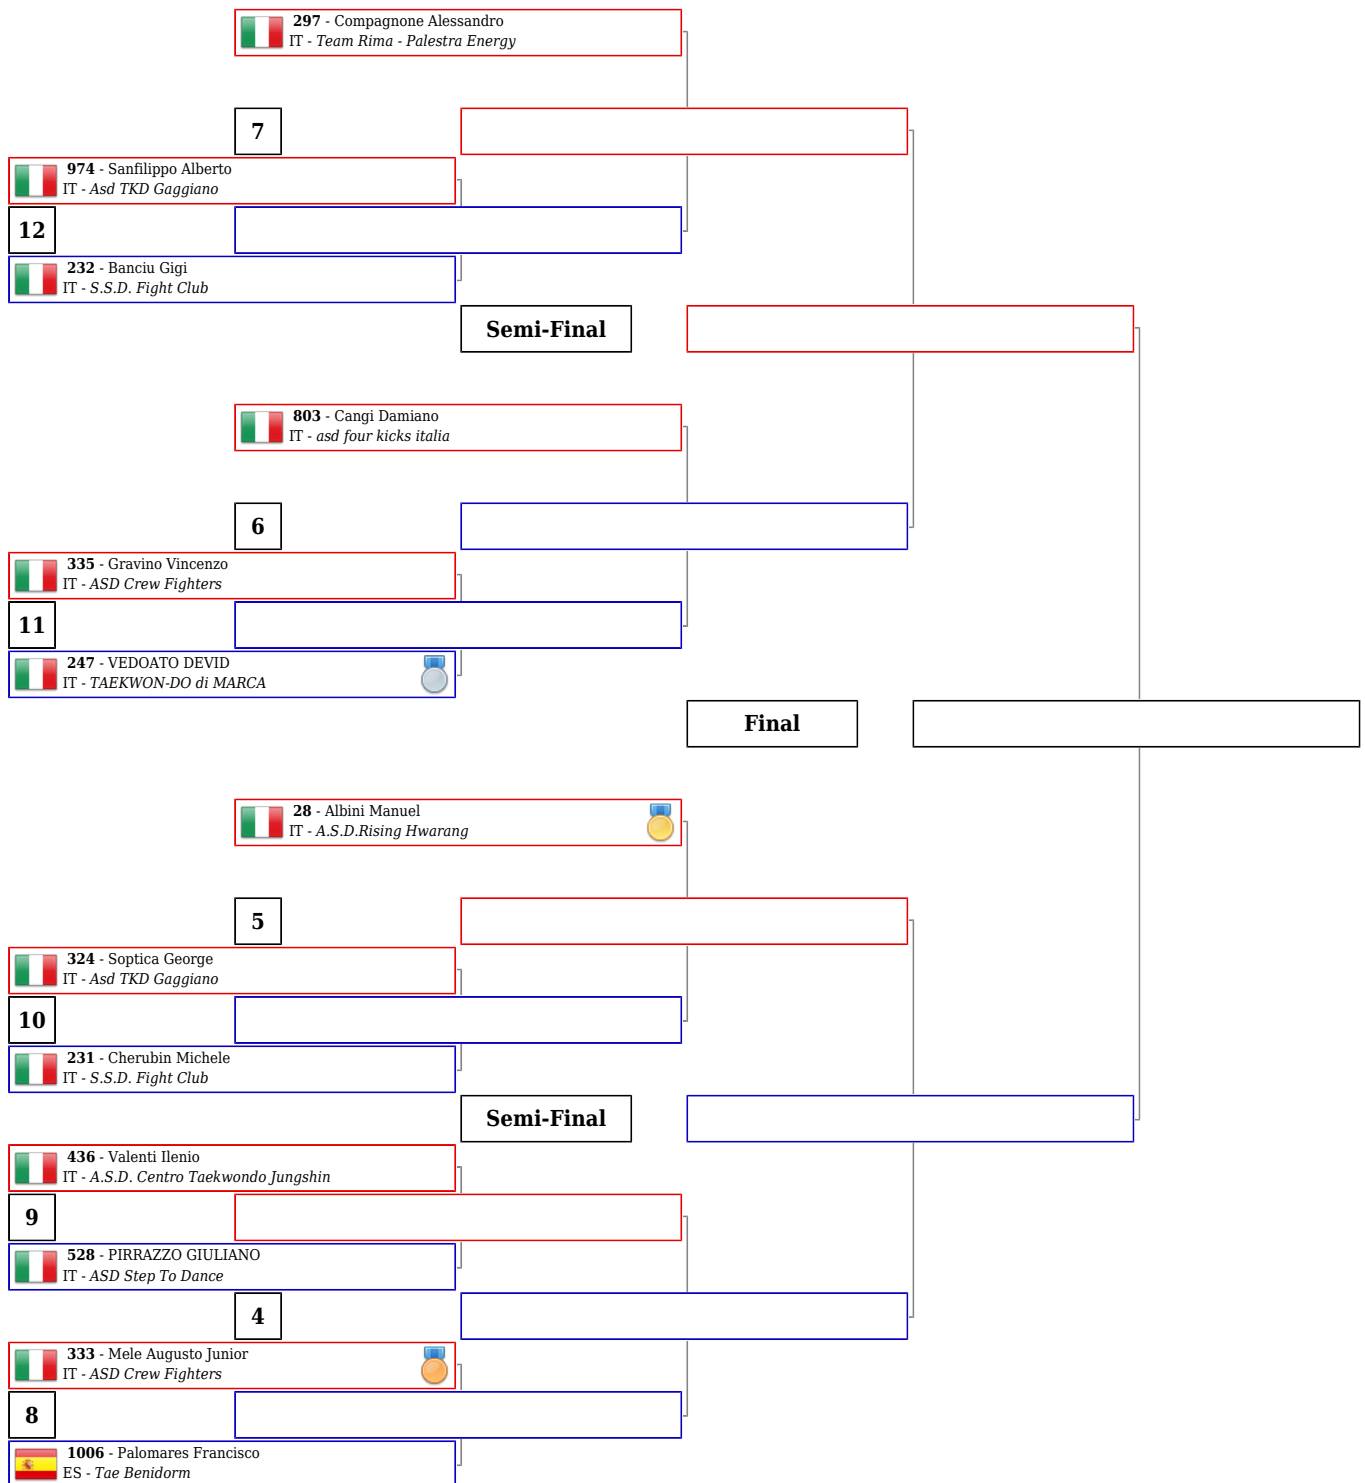 297 - Compagnone Alessandro
IT - Team Rima - Palestra Energy
7
974 - Sanfilippo Alberto
IT - Asd TKD Gaggiano
12
232 - Banciu Gigi
IT - S.S.D. Fight Club
Semi-Final
803 - Cangi Damiano
IT - asd four kicks italia
6
335 - Gravino Vincenzo
IT - ASD Crew Fighters
11
247 - VEDOATO DEVID
IT - TAEKWON-DO di MARCA
Final
28 - Albini Manuel
IT - A.S.D.Rising Hwarang
5
324 - Soptica George
IT - Asd TKD Gaggiano
10
231 - Cherubin Michele
IT - S.S.D. Fight Club
Semi-Final
436 - Valenti Ilenio
IT - A.S.D. Centro Taekwondo Jungshin
9
528 - PIRRAZZO GIULIANO
IT - ASD Step To Dance
4
333 - Mele Augusto Junior
IT - ASD Crew Fighters
8
1006 - Palomares Francisco
ES - Tae Benidorm